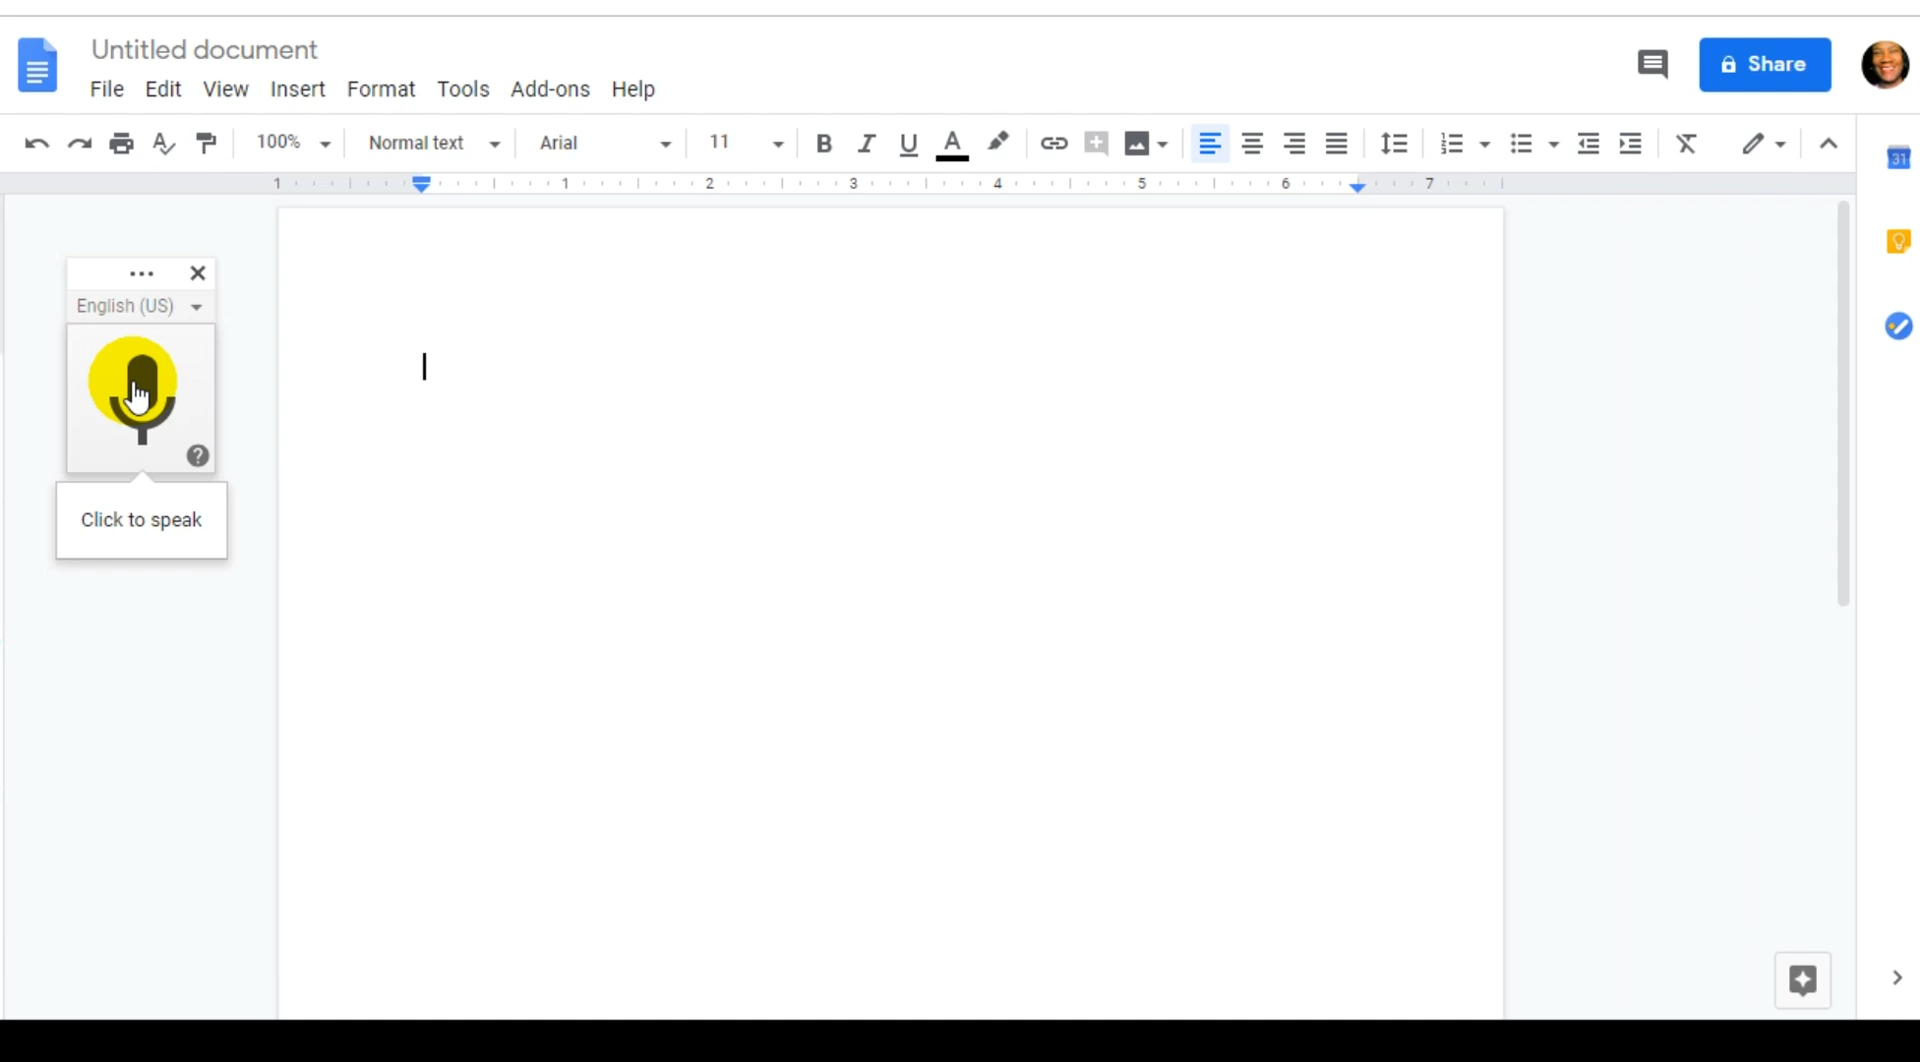 Untitled document
File Edit View Insert Format Tools Add-ons Help
Share
100% Normal text Arial 11 B I U A
31
1 1 2 3 4 5 6 7
English (US)
?
Click to speak